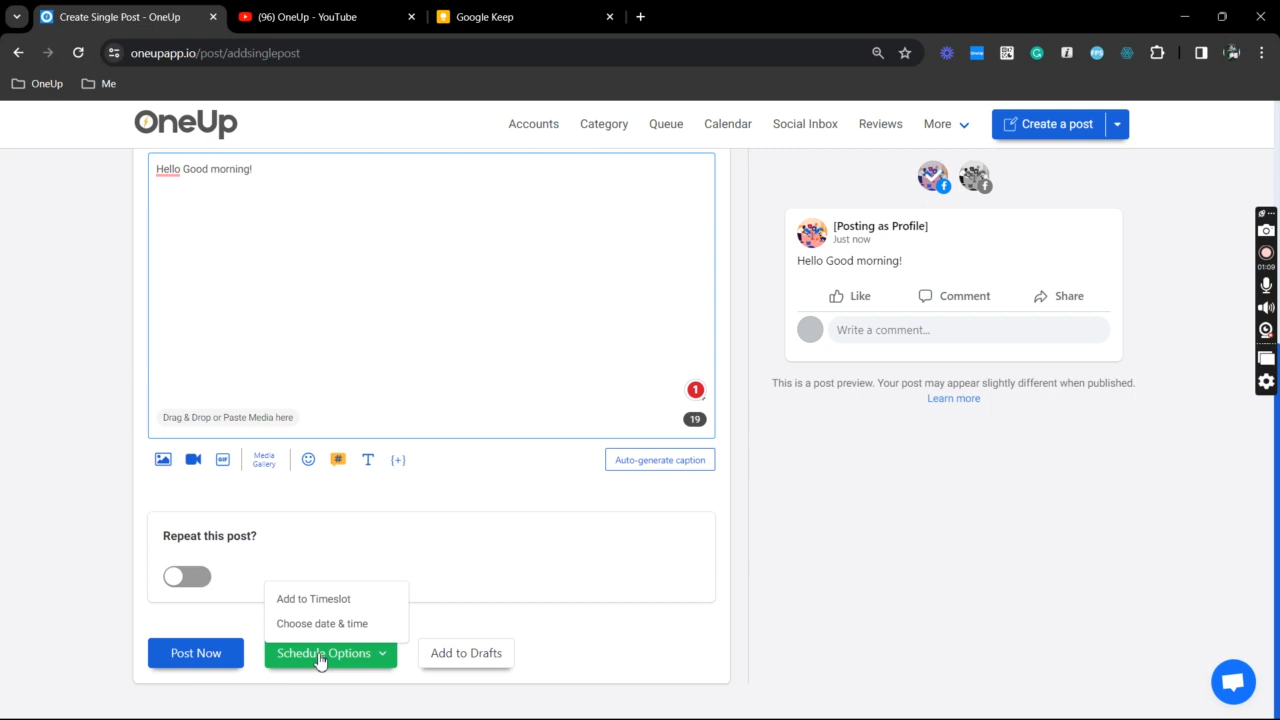 Create Single Post - OneUp
(96) OneUp - YouTube
Google Keep
oneupapp.io/post/addsinglepost
OneUp
Me
OneUp
Accounts
Category
Queue
Calendar
Social Inbox
Reviews
More
Create a post
Hello Good morning!
1
Drag & Drop or Paste Media here
19
GIF
Media
Gallery
#
T
{+}
Auto-generate caption
Repeat this post?
Add to Timeslot
Choose date & time
Post Now
Schedule Options
Add to Drafts
[Posting as Profile]
Just now
Hello Good morning!
Like
Comment
Share
Write a comment...
This is a post preview. Your post may appear slightly different when published.
Learn more
01:09